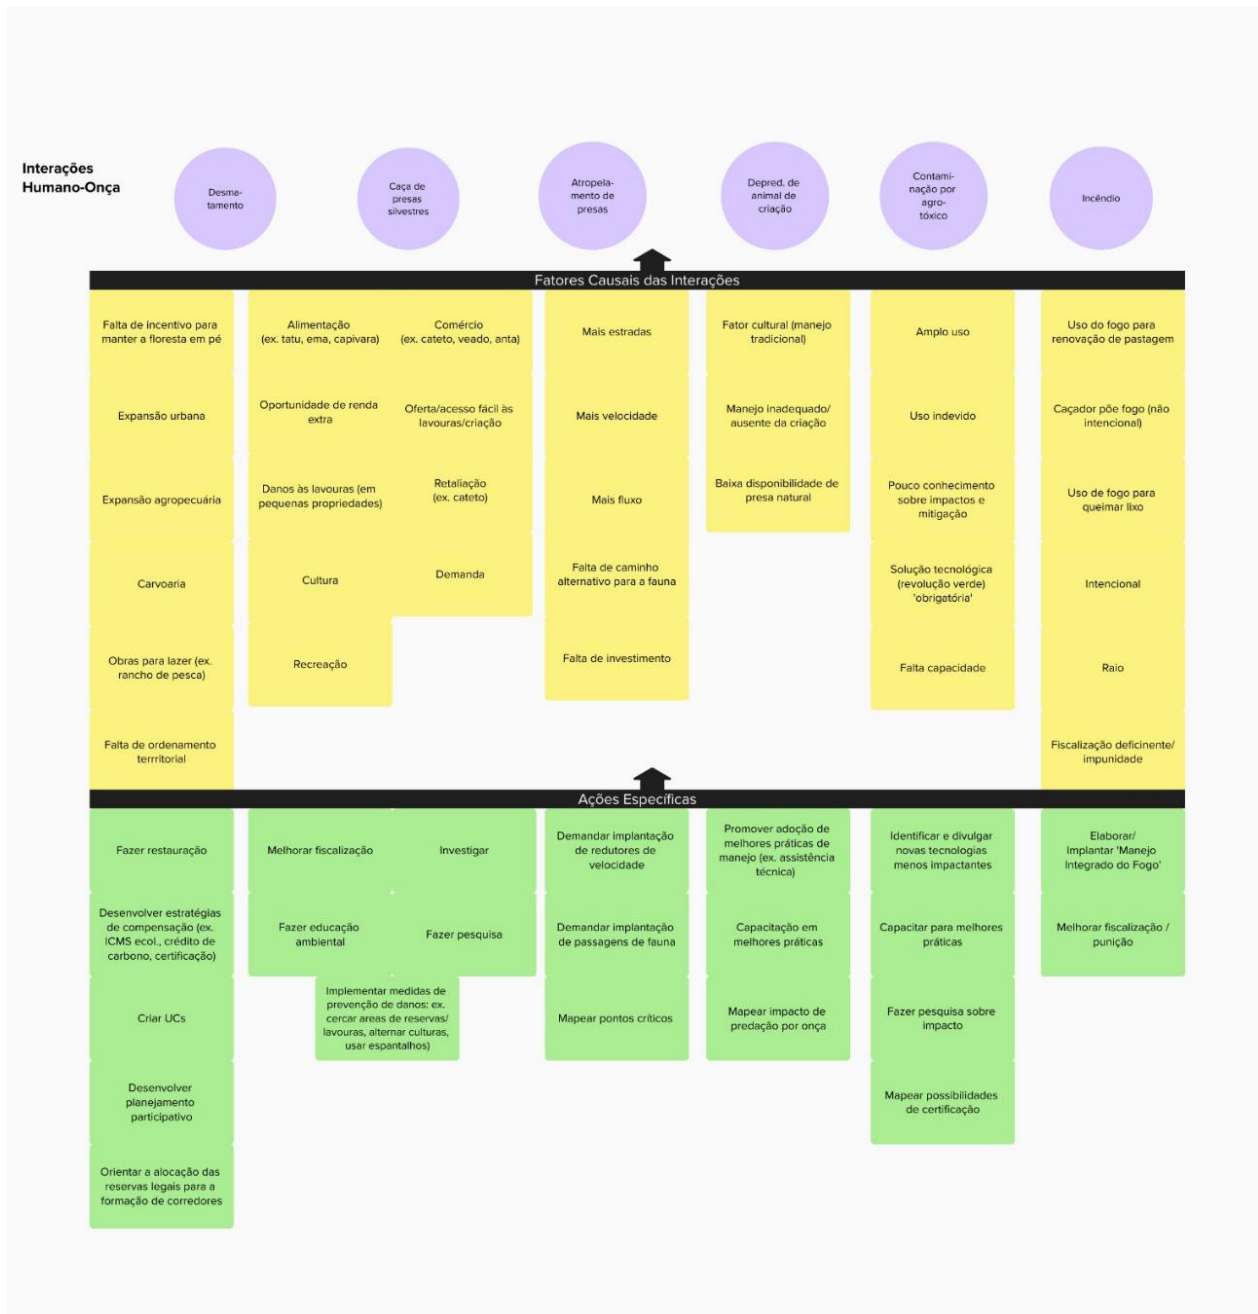 Interações
Humano-Onça
Desma-
tamento
Caça de
presas
silvestres
Atropela-
mento de
presas
Depred. de
animal de
criação
Contami-
nação por
agro-
tóxico
Incêndio
Fatores Causais das Interações
Falta de incentivo para
manter a floresta em pé
Expansão urbana
Expansão agropecuária
Carvoaria
Obras para lazer (ex.
rancho de pesca)
Falta de ordenamento
terrritorial
Alimentação
(ex. tatu, ema, capivara)
Oportunidade de renda
extra
Danos às lavouras (em
pequenas propriedades)
Cultura
Recreação
Comércio
(ex. cateto, veado, anta)
Oferta/acesso fácil às
lavouras/criação
Retaliação
(ex. cateto)
Demanda
Mais estradas
Mais velocidade
Mais fluxo
Falta de caminho
alternativo para a fauna
Falta de investimento
Fator cultural (manejo
tradicional)
Manejo inadequado/
ausente da criação
Baixa disponibilidade de
presa natural
Amplo uso
Uso indevido
Pouco conhecimento
sobre impactos e
mitigação
Solução tecnológica
(revolução verde)
'obrigatória'
Falta capacidade
Uso do fogo para
renovação de pastagem
Caçador põe fogo (não
intencional)
Uso de fogo para
queimar lixo
Intencional
Raio
Fiscalização deficinente/
impunidade
Ações Específicas
Fazer restauração
Desenvolver estratégias
de compensação (ex.
ICMS ecol., crédito de
carbono, certificação)
Criar UCs
Desenvolver
planejamento
participativo
Orientar a alocação das
reservas legais para a
formação de corredores
Melhorar fiscalização
Fazer educação
ambiental
Investigar
Fazer pesquisa
Implementar medidas de
prevenção de danos: ex.
cercar areas de reservas/
lavouras, alternar culturas,
usar espantalhos)
Demandar implantação
de redutores de
velocidade
Demandar implantação
de passagens de fauna
Mapear pontos críticos
Promover adoção de
melhores práticas de
manejo (ex. assistência
técnica)
Capacitação em
melhores práticas
Mapear impacto de
predação por onça
Identificar e divulgar
novas tecnologias
menos impactantes
Capacitar para melhores
práticas
Fazer pesquisa sobre
impacto
Mapear possibilidades
de certificação
Elaborar/
Implantar 'Manejo
Integrado do Fogo'
Melhorar fiscalização /
punição